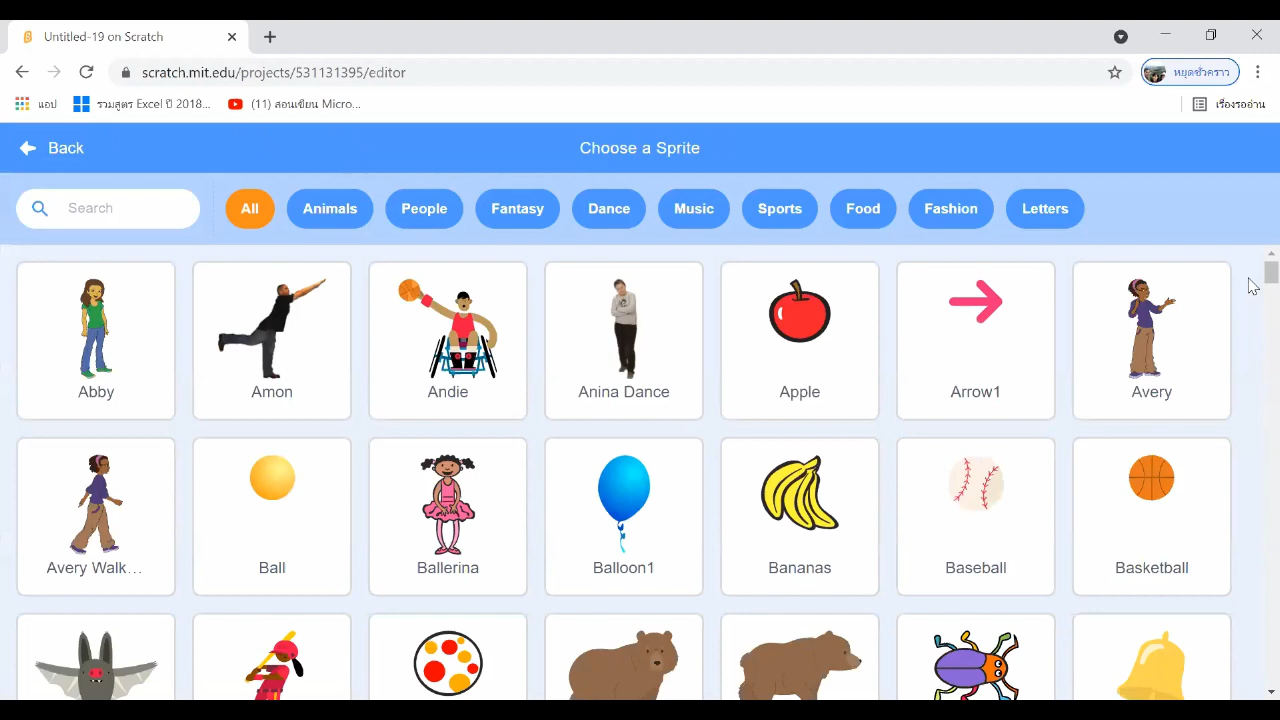 Untitled-19 on Scratch
scratch.mit.edu/projects/531131395/editor
หยุดชั่วคราว
แอป
รวมสูตร Excel ปี 2018...
(11) สอนเขียน Micro...
เรื่องรออ่าน
Back
Choose a Sprite
Search
All
Animals
People
Fantasy
Dance
Music
Sports
Food
Fashion
Letters
Abby
Amon
Andie
Anina Dance
Apple
Arrow1
Avery
Avery Walk...
Ball
Ballerina
Balloon1
Bananas
Baseball
Basketball